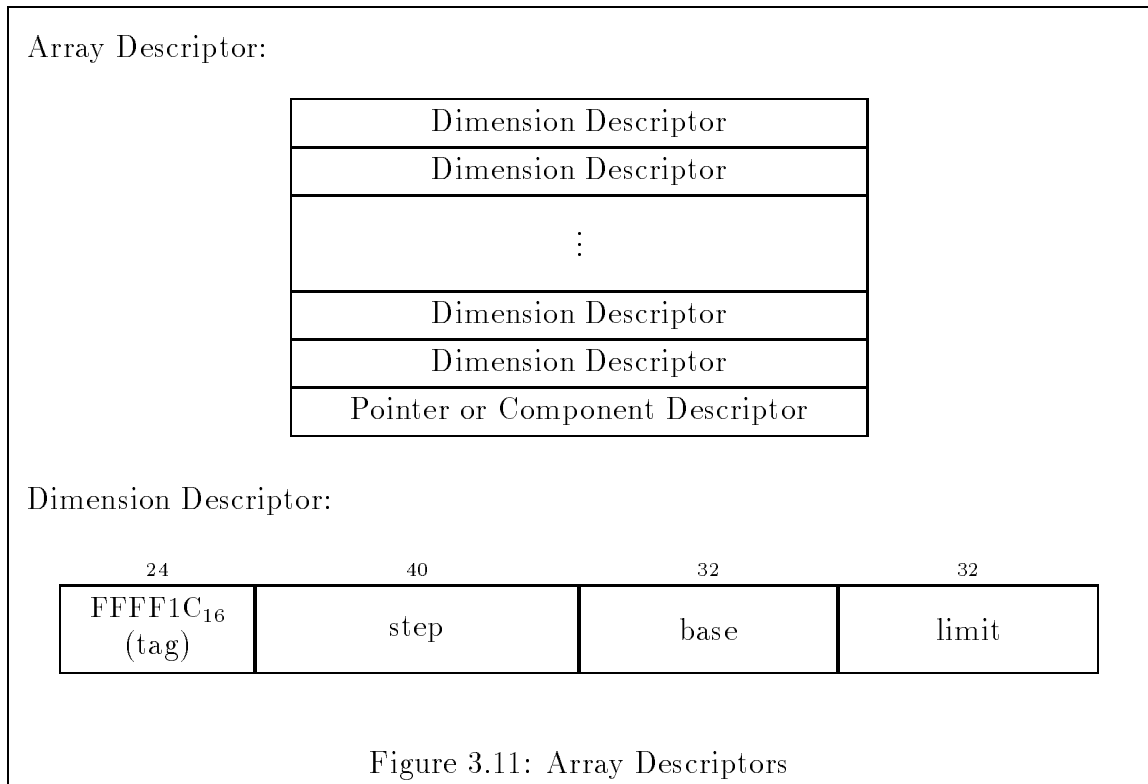 Array Descriptor:
Dimension Descriptor
Dimension Descriptor
⋮
Dimension Descriptor
Dimension Descriptor
Pointer or Component Descriptor
Dimension Descriptor:
24 40 32 32
FFFF1C₁₆
(tag) step base limit
Figure 3.11: Array Descriptors